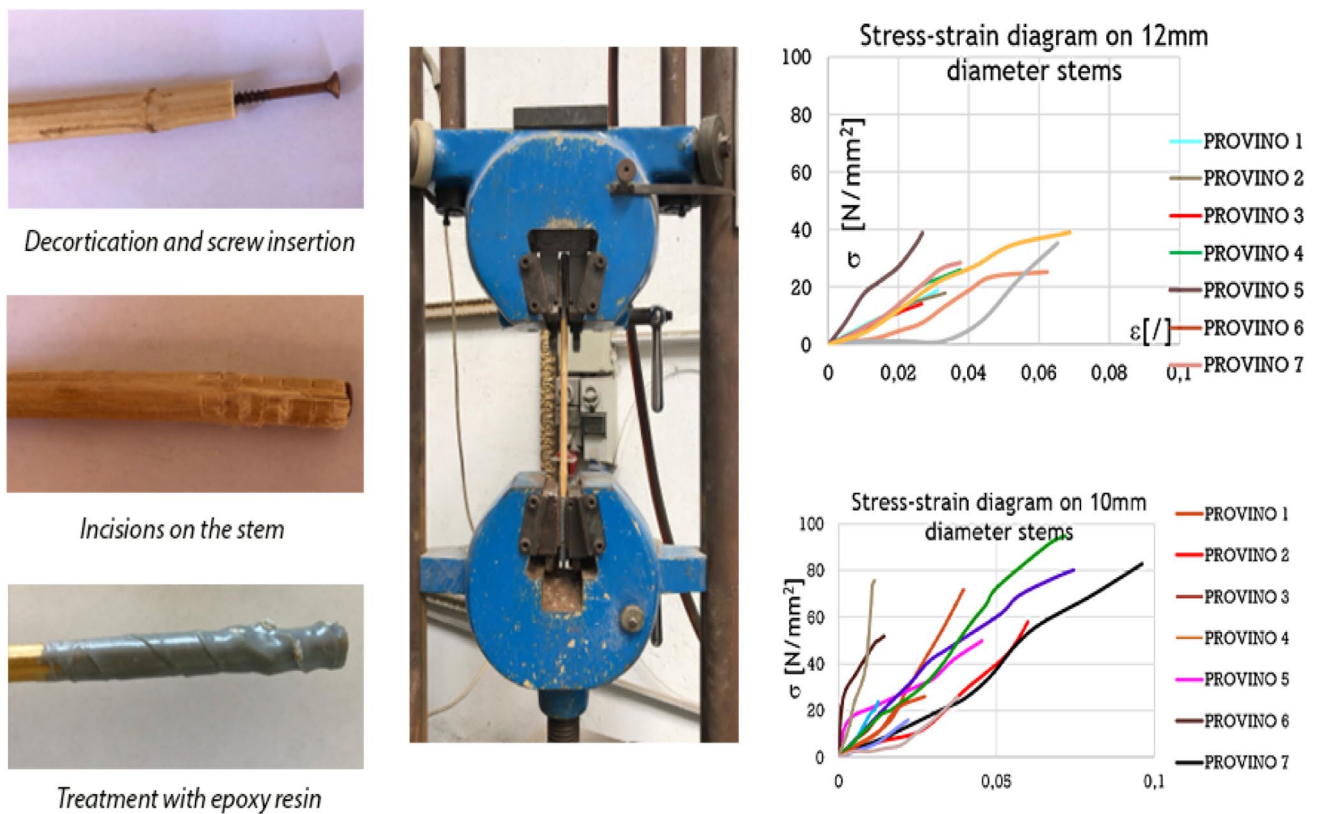 Decortication and screw insertion
Incisions on the stem
Treatment with epoxy resin
Stress-strain diagram on 12mm
diameter stems
σ [N/mm²]
100
80
60
40
20
0
0
0,02
0,04
0,06
0,08
0,1
ε[/]
PROVINO 1
PROVINO 2
PROVINO 3
PROVINO 4
PROVINO 5
PROVINO 6
PROVINO 7
Stress-strain diagram on 10mm
diameter stems
σ [N/mm²]
100
80
60
40
20
0
0
0,05
0,1
PROVINO 1
PROVINO 2
PROVINO 3
PROVINO 4
PROVINO 5
PROVINO 6
PROVINO 7